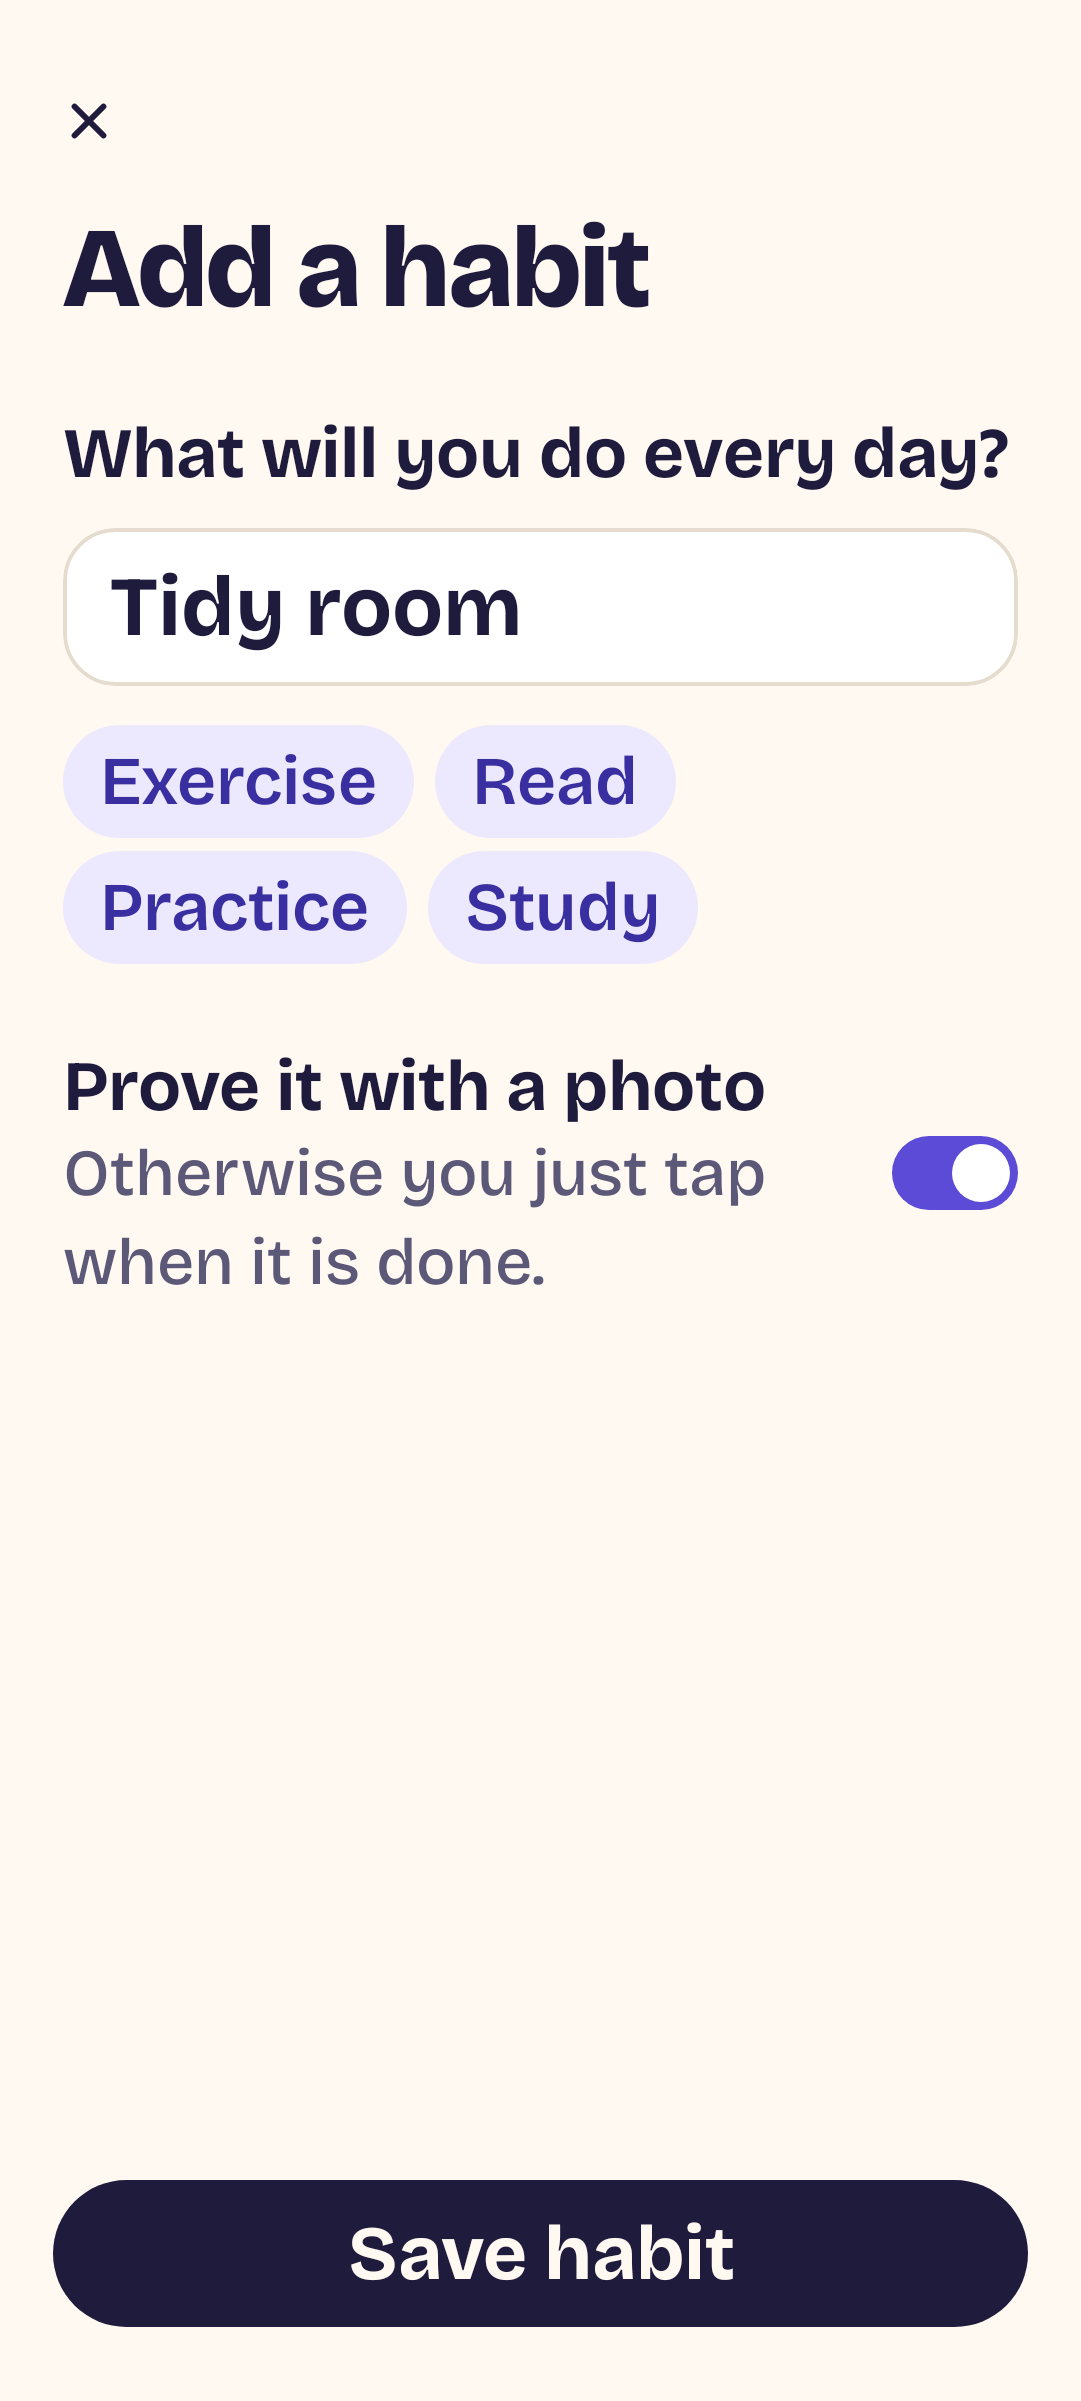 Add a habit
What will you do every day?
Tidy room
Exercise Read
Practice Study
Prove it with a photo
Otherwise you just tap
when it is done.
Save habit